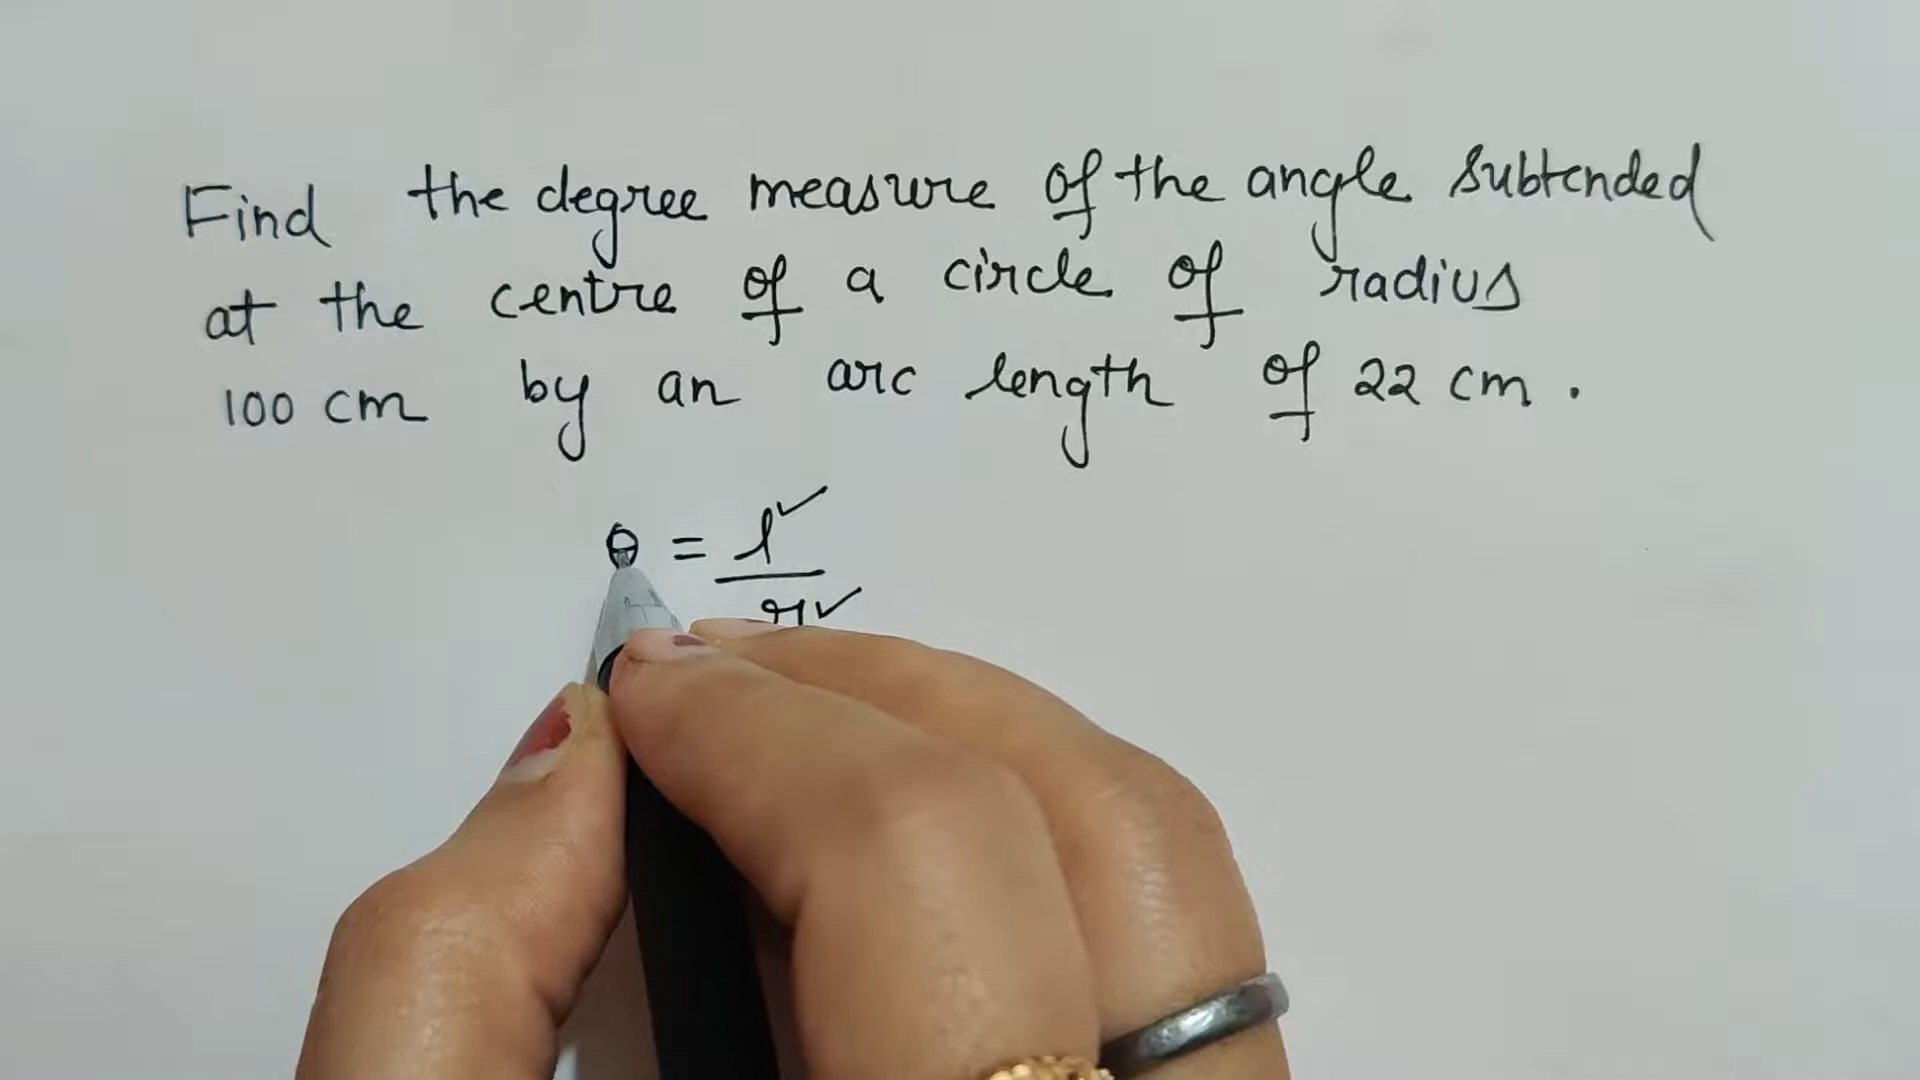 Find the degree measure of the angle subtended
at the centre of a circle of radius
100 cm by an arc length of 22 cm.
θ = l✓
r✓